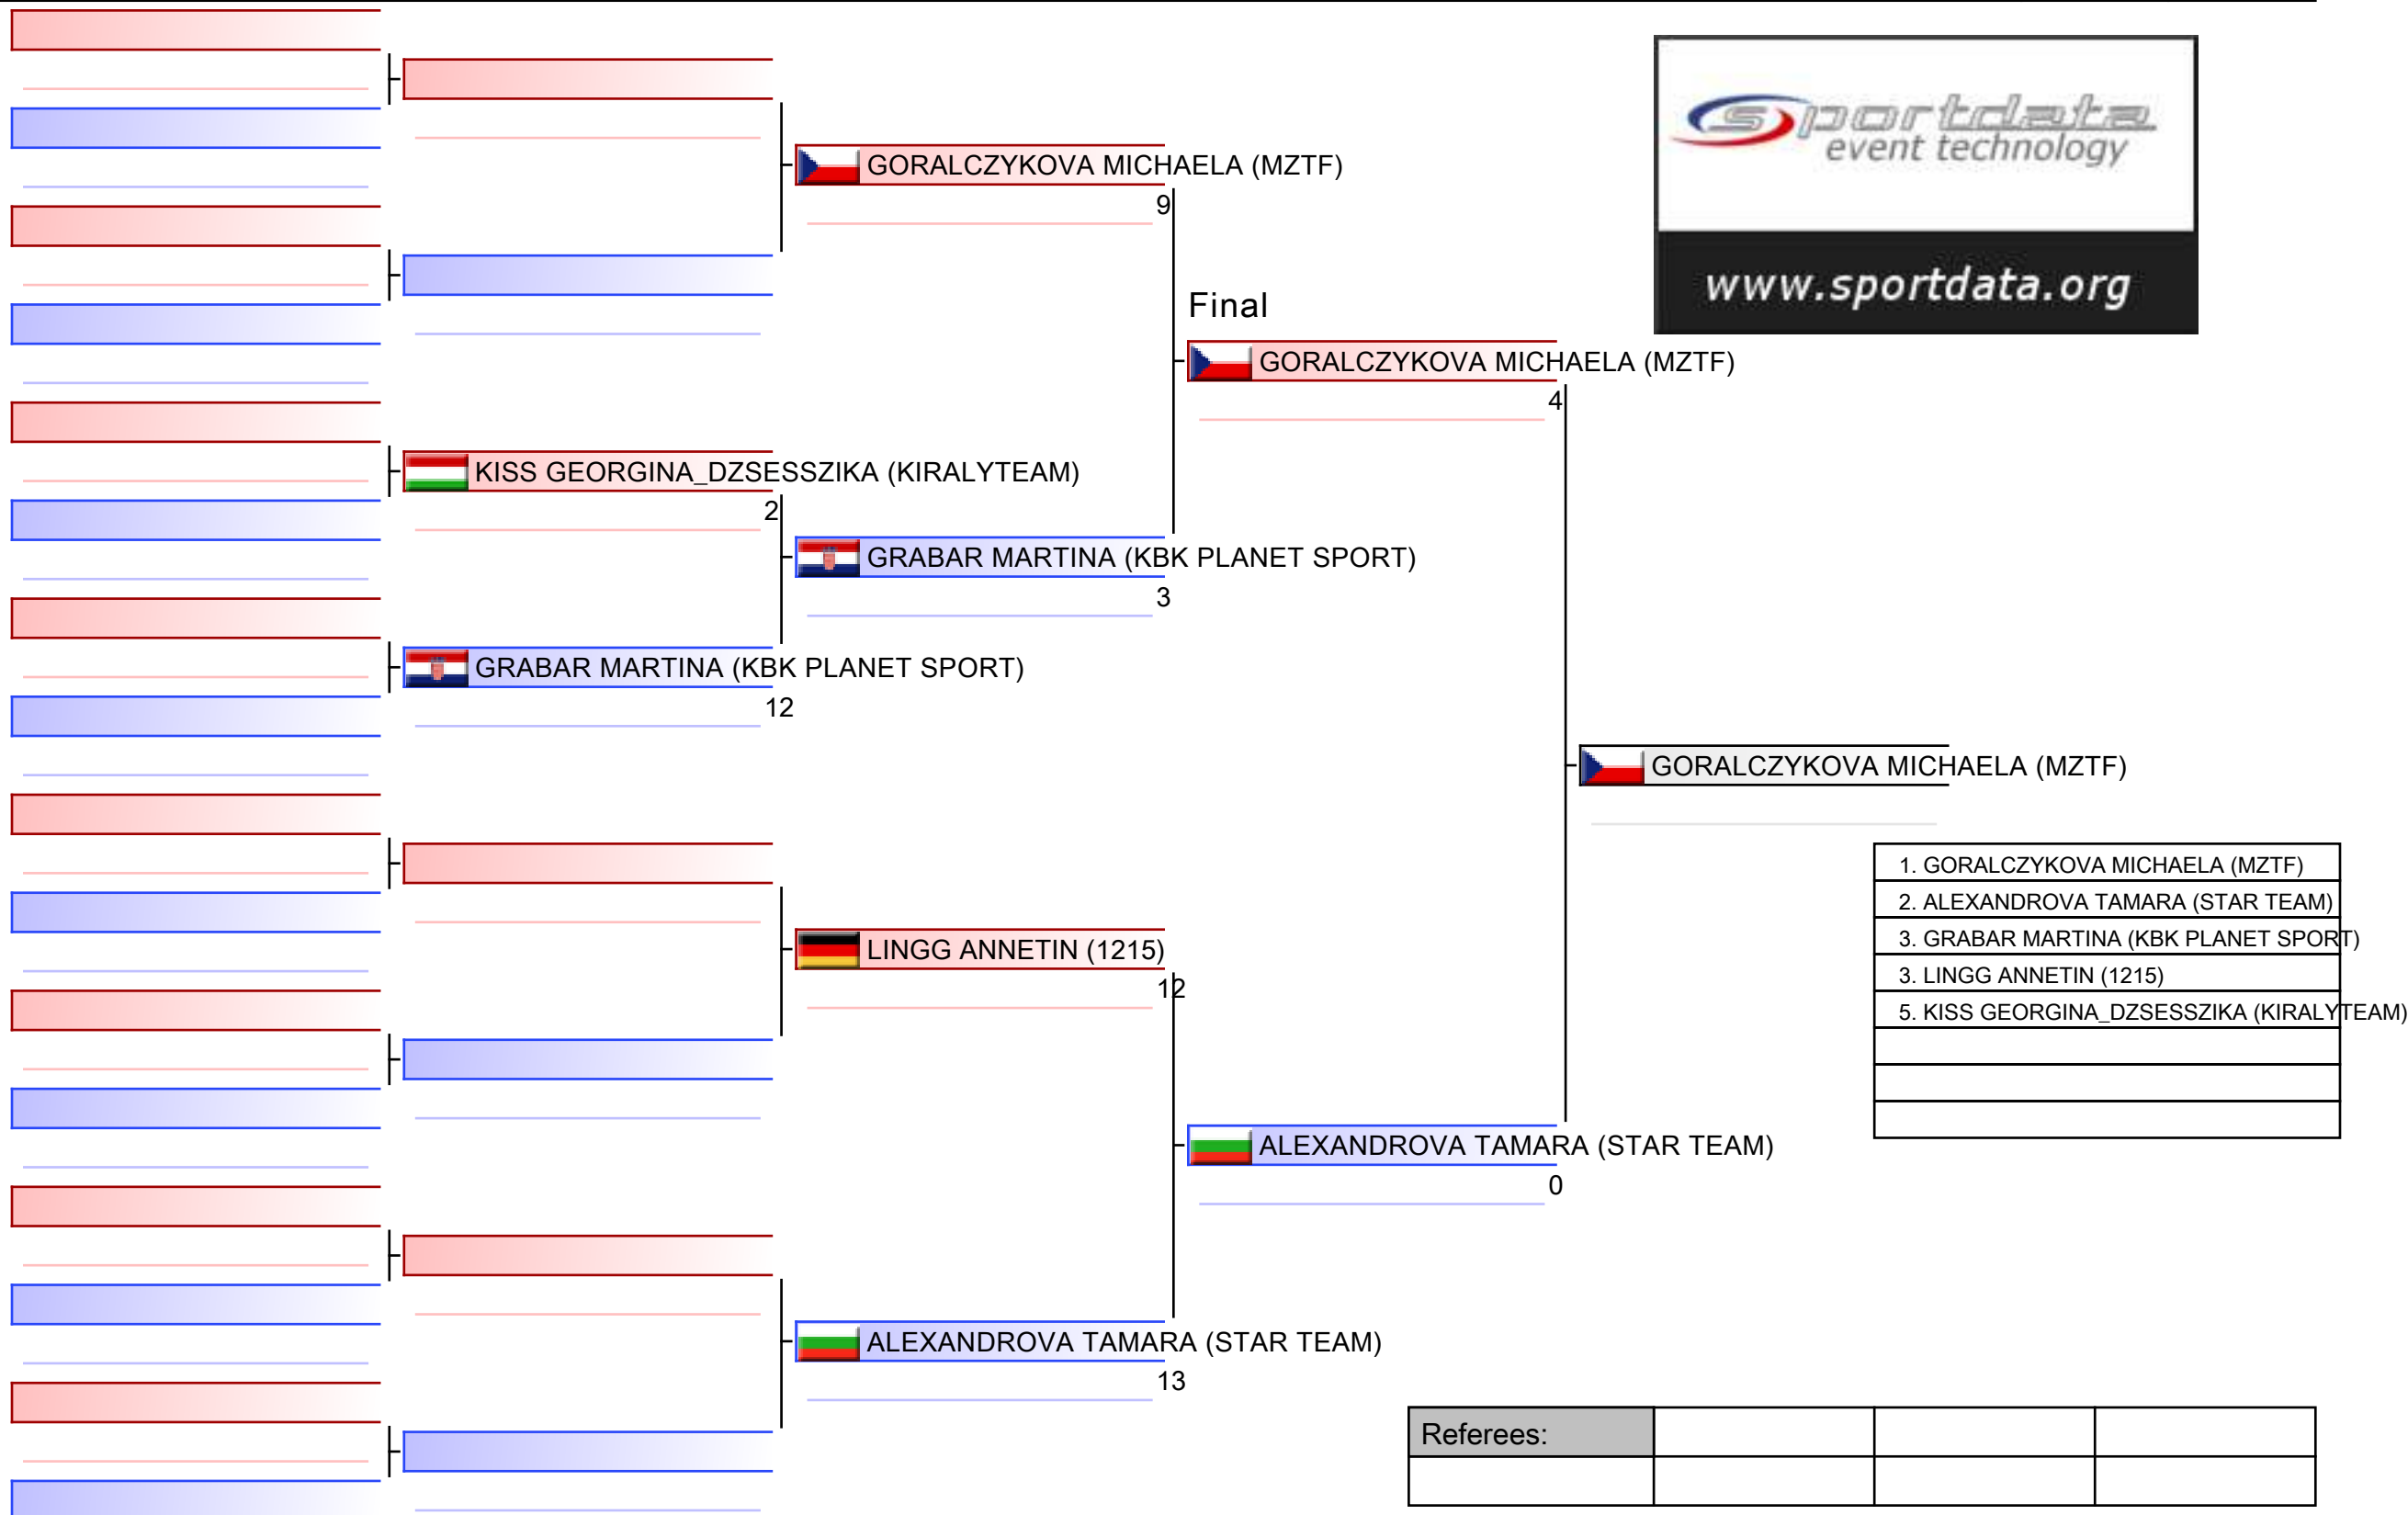 sportdata
event technology
www.sportdata.org
GORALCZYKOVA MICHAELA (MZTF)
9
Final
GORALCZYKOVA MICHAELA (MZTF)
4
KISS GEORGINA_DZSESSZIKA (KIRALYTEAM)
2
GRABAR MARTINA (KBK PLANET SPORT)
3
GRABAR MARTINA (KBK PLANET SPORT)
12
GORALCZYKOVA MICHAELA (MZTF)
1. GORALCZYKOVA MICHAELA (MZTF)
2. ALEXANDROVA TAMARA (STAR TEAM)
3. GRABAR MARTINA (KBK PLANET SPORT)
3. LINGG ANNETIN (1215)
5. KISS GEORGINA_DZSESSZIKA (KIRALYTEAM)
LINGG ANNETIN (1215)
12
ALEXANDROVA TAMARA (STAR TEAM)
0
ALEXANDROVA TAMARA (STAR TEAM)
13
Referees: